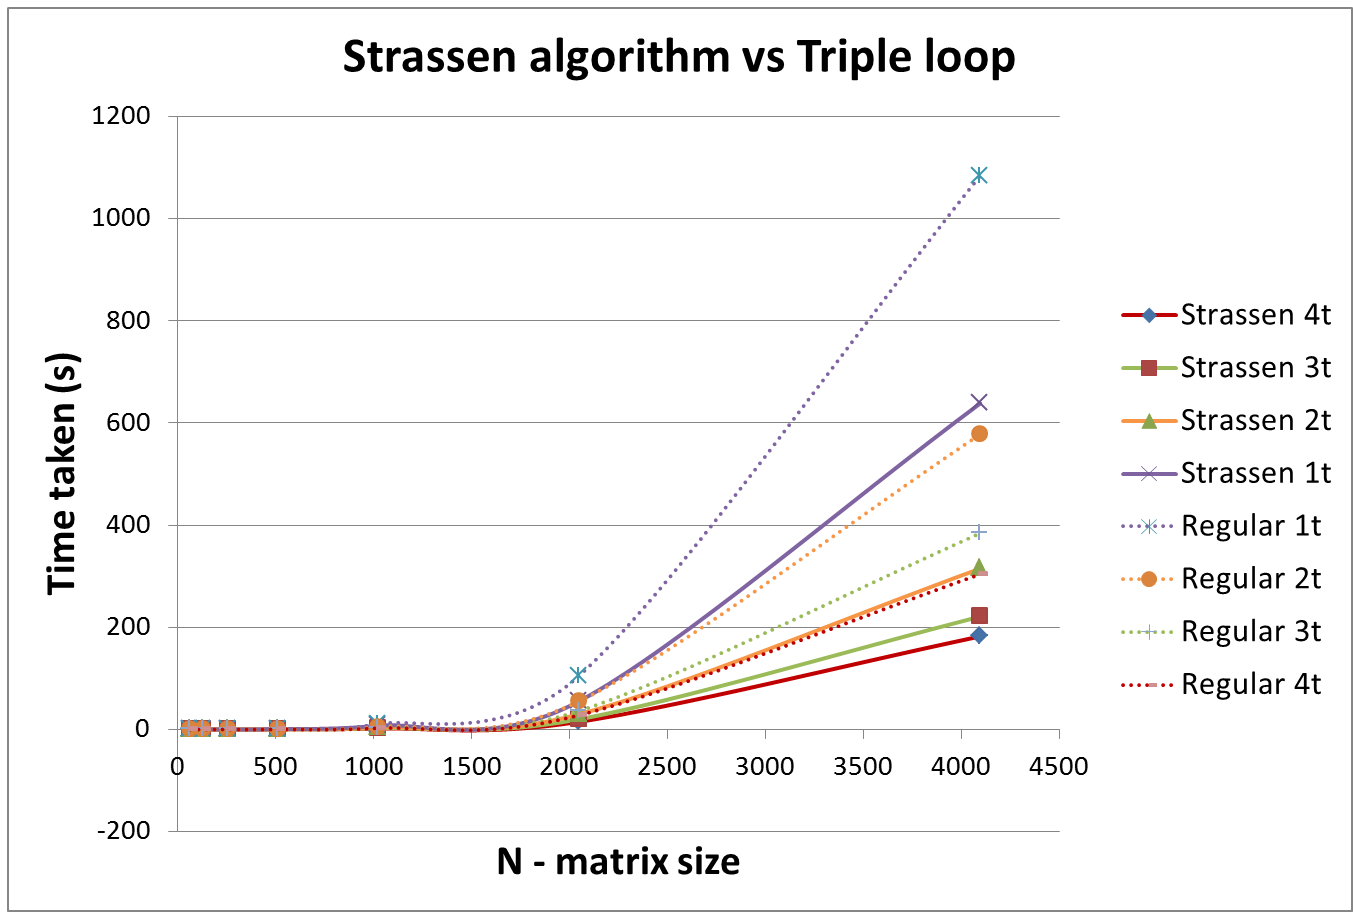 Strassen algorithm vs Triple loop
1200
1000
800
600
400
200
0
-200
Time taken (s)
0 500 1000 1500 2000 2500 3000 3500 4000 4500
N - matrix size
Strassen 4t
Strassen 3t
Strassen 2t
Strassen 1t
Regular 1t
Regular 2t
Regular 3t
Regular 4t